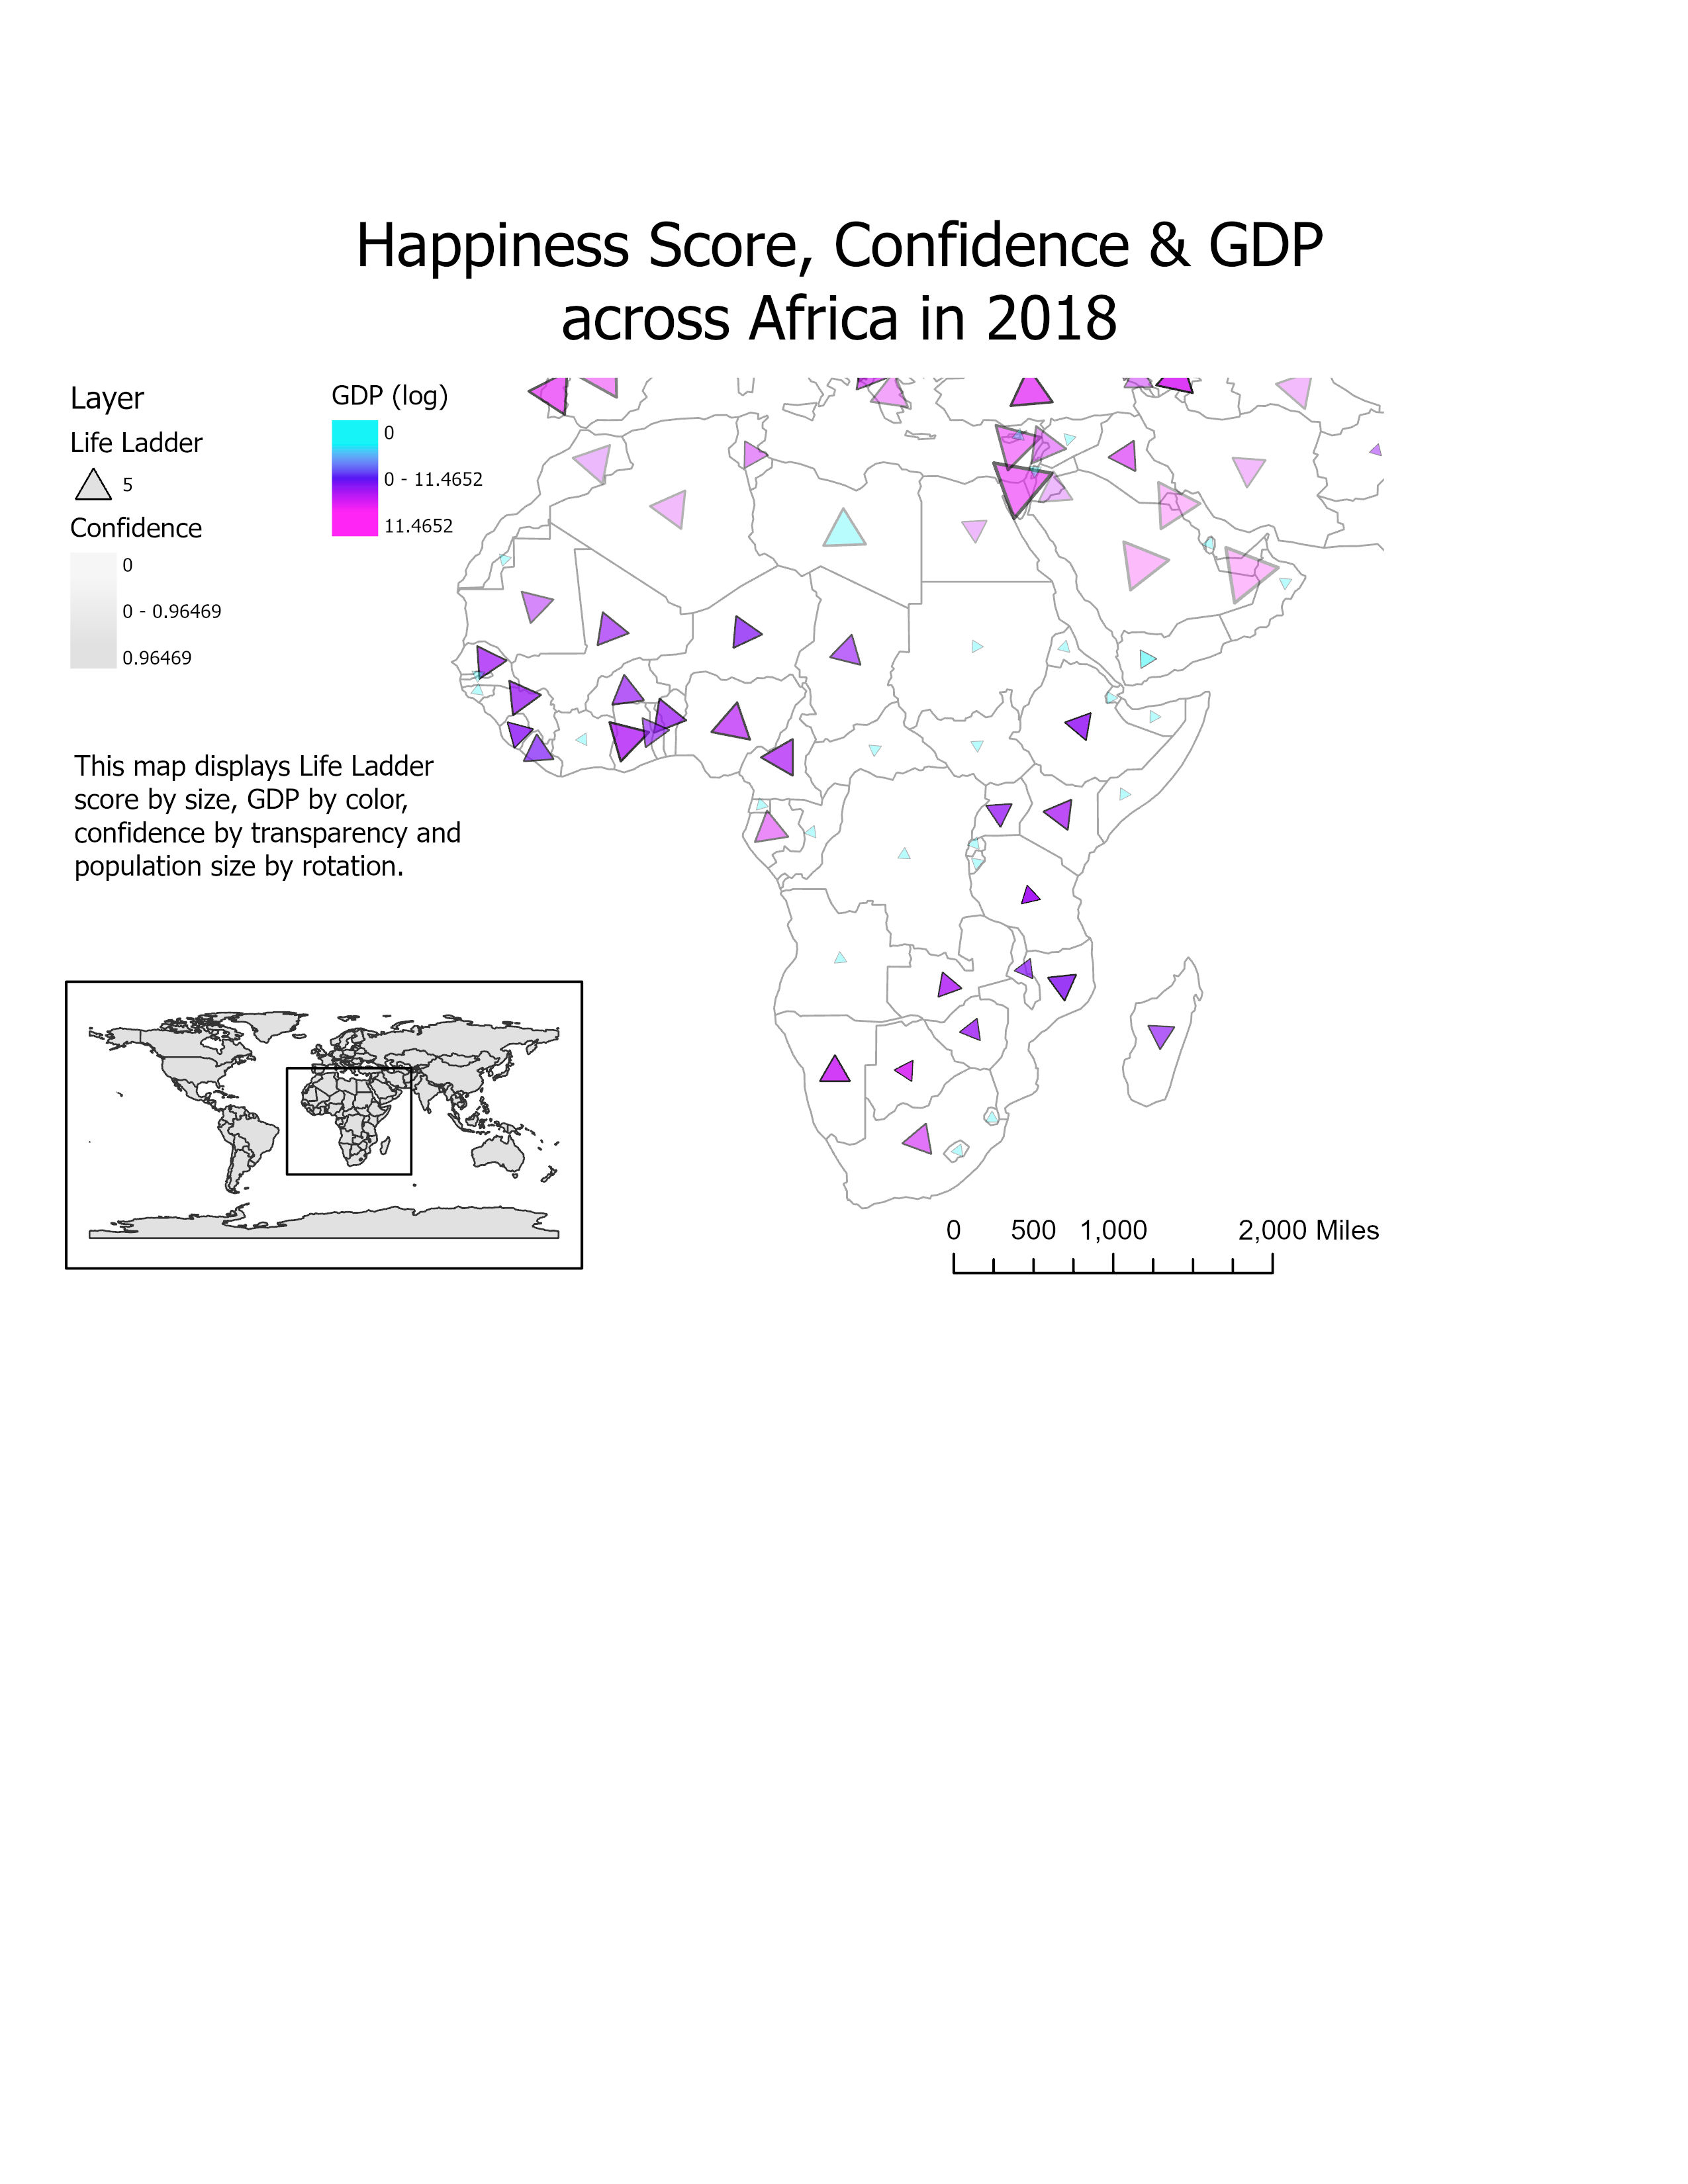 Happiness Score, Confidence & GDP
across Africa in 2018
Layer
Life Ladder
5
Confidence
0
0 - 0.96469
0.96469
GDP (log)
0
0 - 11.4652
11.4652
This map displays Life Ladder
score by size, GDP by color,
confidence by transparency and
population size by rotation.
0 500 1,000 2,000 Miles